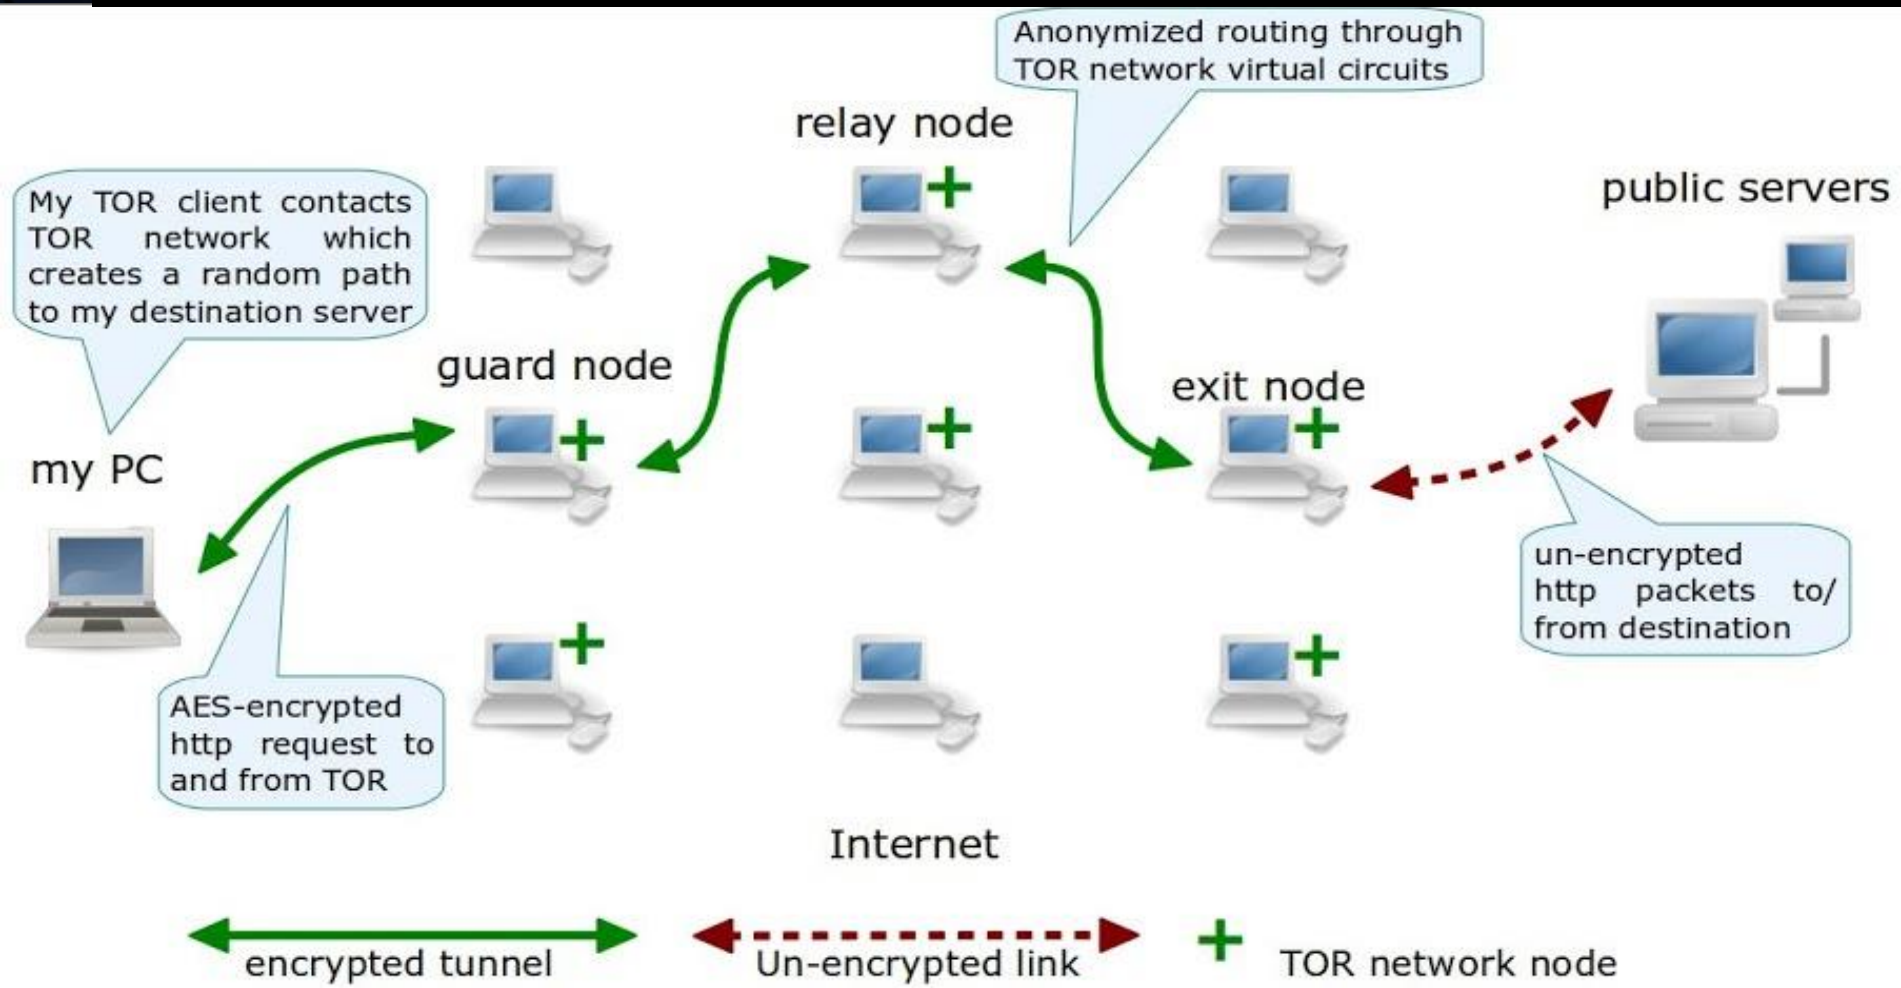 Anonymized routing through
TOR network virtual circuits
relay node
public servers
My TOR client contacts
TOR network which
creates a random path
to my destination server
guard node
exit node
my PC
un-encrypted
http packets to/
from destination
AES-encrypted
http request to
and from TOR
Internet
encrypted tunnel
Un-encrypted link
TOR network node